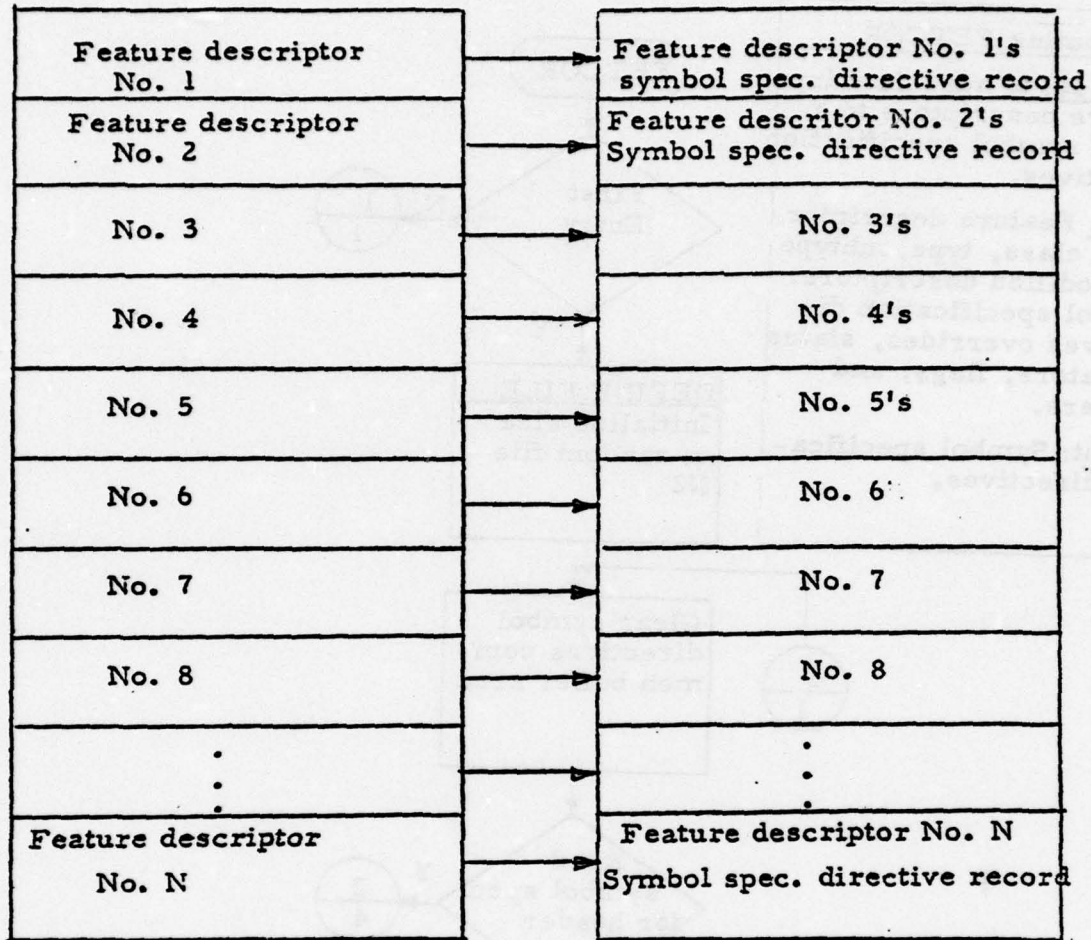 Feature descriptor
No. 1
Feature descriptor No. 1's
symbol spec. directive record
Feature descriptor
No. 2
Feature descritor No. 2's
Symbol spec. directive record
No. 3
No. 3's
No. 4
No. 4's
No. 5
No. 5's
No. 6
No. 6
No. 7
No. 7
No. 8
No. 8
Feature descriptor
No. N
Feature descriptor No. N
Symbol spec. directive record